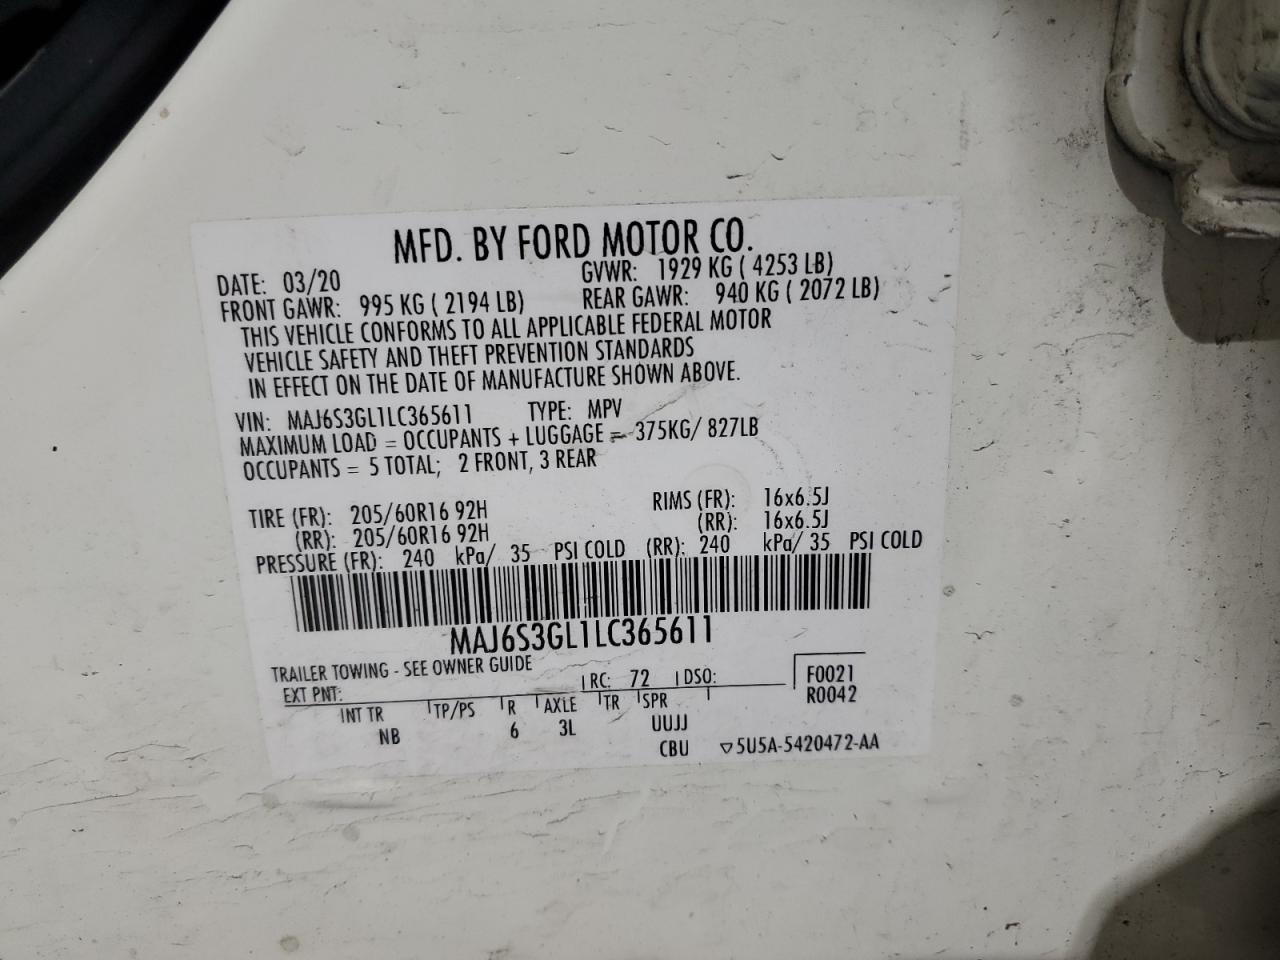 MFD. BY FORD MOTOR CO.
DATE: 03/20 GVWR: 1929 KG ( 4253 LB)
FRONT GAWR: 995 KG ( 2194 LB) REAR GAWR: 940 KG ( 2072 LB)
THIS VEHICLE CONFORMS TO ALL APPLICABLE FEDERAL MOTOR
VEHICLE SAFETY AND THEFT PREVENTION STANDARDS
IN EFFECT ON THE DATE OF MANUFACTURE SHOWN ABOVE.
VIN: MAJ6S3GL1LC365611 TYPE: MPV
MAXIMUM LOAD = OCCUPANTS + LUGGAGE = 375KG/ 827LB
OCCUPANTS = 5 TOTAL; 2 FRONT, 3 REAR
TIRE (FR): 205/60R16 92H RIMS (FR): 16x6.5J
(RR): 205/60R16 92H (RR): 16x6.5J
PRESSURE (FR): 240 kPa/ 35 PSI COLD (RR): 240 kPa/ 35 PSI COLD
MAJ6S3GL1LC365611
TRAILER TOWING - SEE OWNER GUIDE
EXT PNT: RC: 72 DSO: F0021
R0042
INT TR TP/PS R AXLE TR SPR
NB 6 3L UUJJ
CBU ▽5U5A-5420472-AA